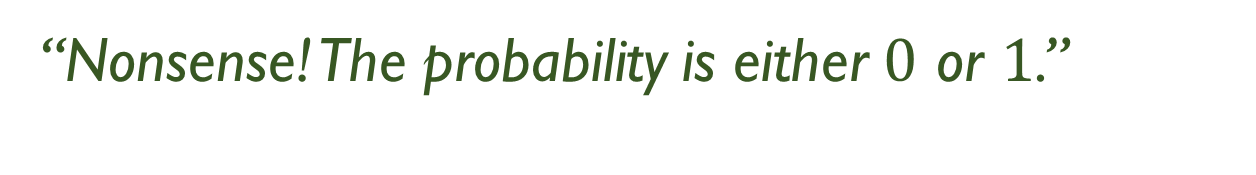 “Nonsense! The probability is either 0 or 1.”